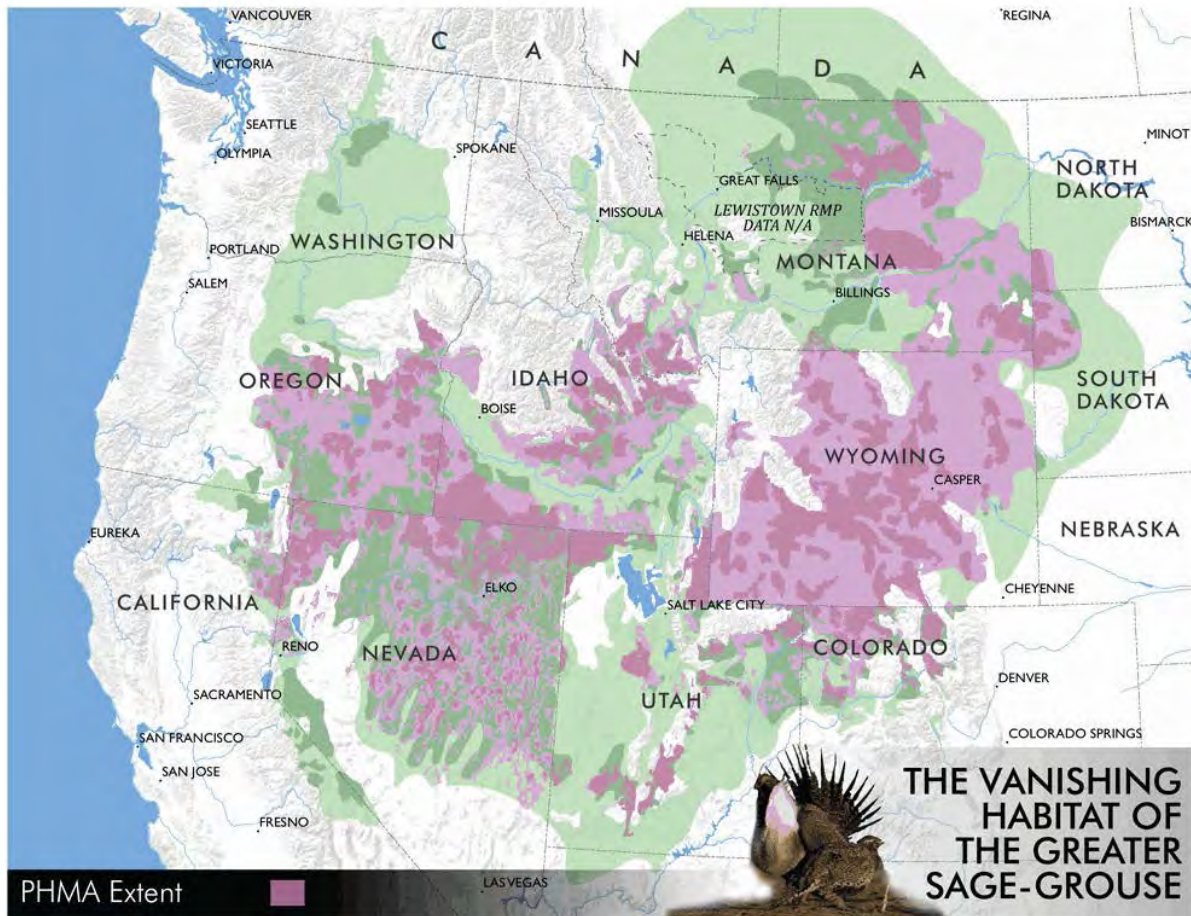 VANCOUVER
REGINA
C A N A D A
VICTORIA
SEATTLE
OLYMPIA
SPOKANE
MINOT
NORTH
DAKOTA
GREAT FALLS
LEWISTOWN RMP
DATA N/A
MISSOULA
HELENA
BISMARCK
PORTLAND
WASHINGTON
MONTANA
SALEM
BILLINGS
OREGON
IDAHO
BOISE
SOUTH
DAKOTA
WYOMING
CASPER
EUREKA
NEBRASKA
ELKO
CALIFORNIA
SALT LAKE CITY
CHEYENNE
RENO
NEVADA
COLORADO
UTAH
DENVER
SACRAMENTO
SAN FRANCISCO
COLORADO SPRINGS
SAN JOSE
FRESNO
LAS VEGAS
THE VANISHING
HABITAT OF
THE GREATER
SAGE-GROUSE
PHMA Extent